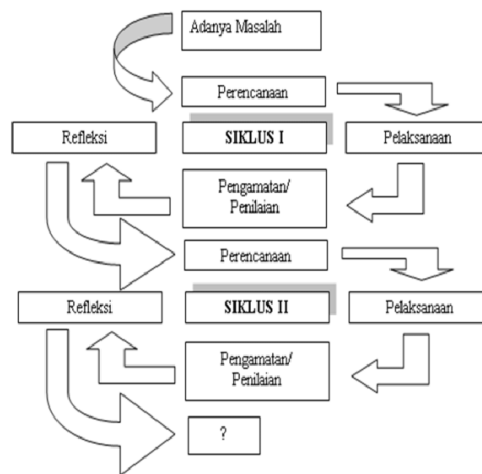 Adanya Masalah
Perencanaan
Refleksi
SIKLUS I
Pelaksanaan
Pengamatan/
Penilaian
Perencanaan
Refleksi
SIKLUS II
Pelaksanaan
Pengamatan/
Penilaian
?